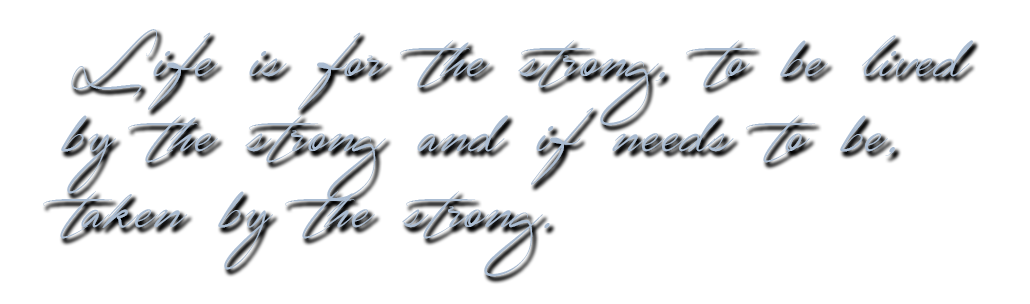 Life is for the strong, to be lived
by the strong and if needs to be,
taken by the strong.